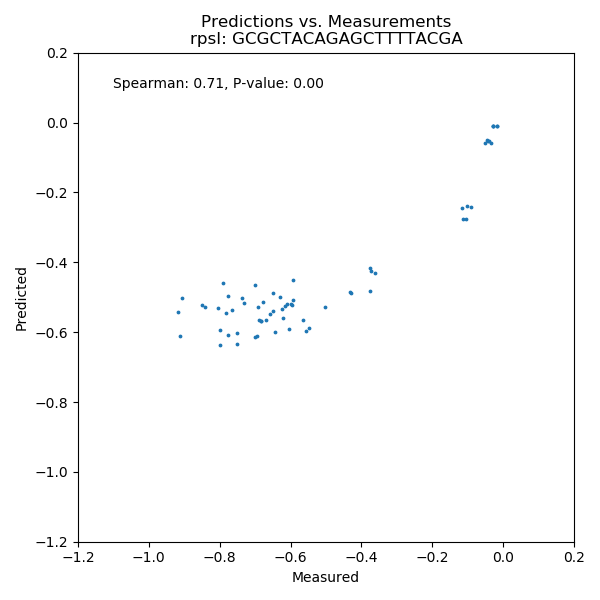 Predictions vs. Measurements
rpsl: GCGCTACAGAGCTTTTACGA
Spearman: 0.71, P-value: 0.00
0.2
0.0
−0.2
−0.4
−0.6
−0.8
−1.0
−1.2
Predicted
−1.2 −1.0 −0.8 −0.6 −0.4 −0.2 0.0 0.2
Measured